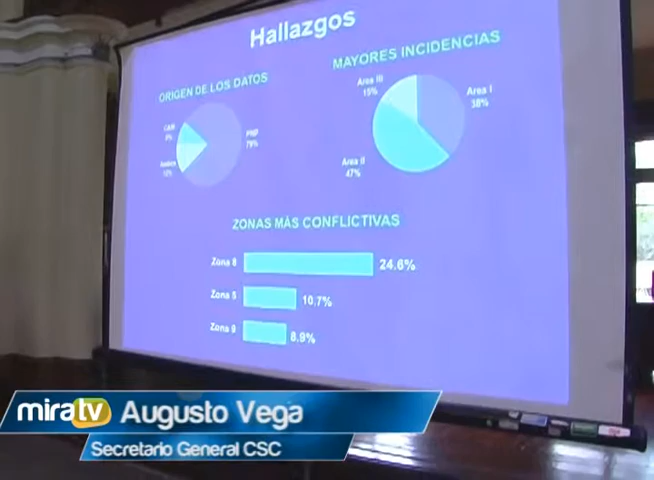 Hallazgos
ORIGEN DE LOS DATOS
MAYORES INCIDENCIAS
PNP
79%
Area III
15%
Area I
38%
Area II
47%
ZONAS MÁS CONFLICTIVAS
Zona 8
24.6%
Zona 5
10.7%
Zona 9
8.9%
miratv
Augusto Vega
Secretario General CSC